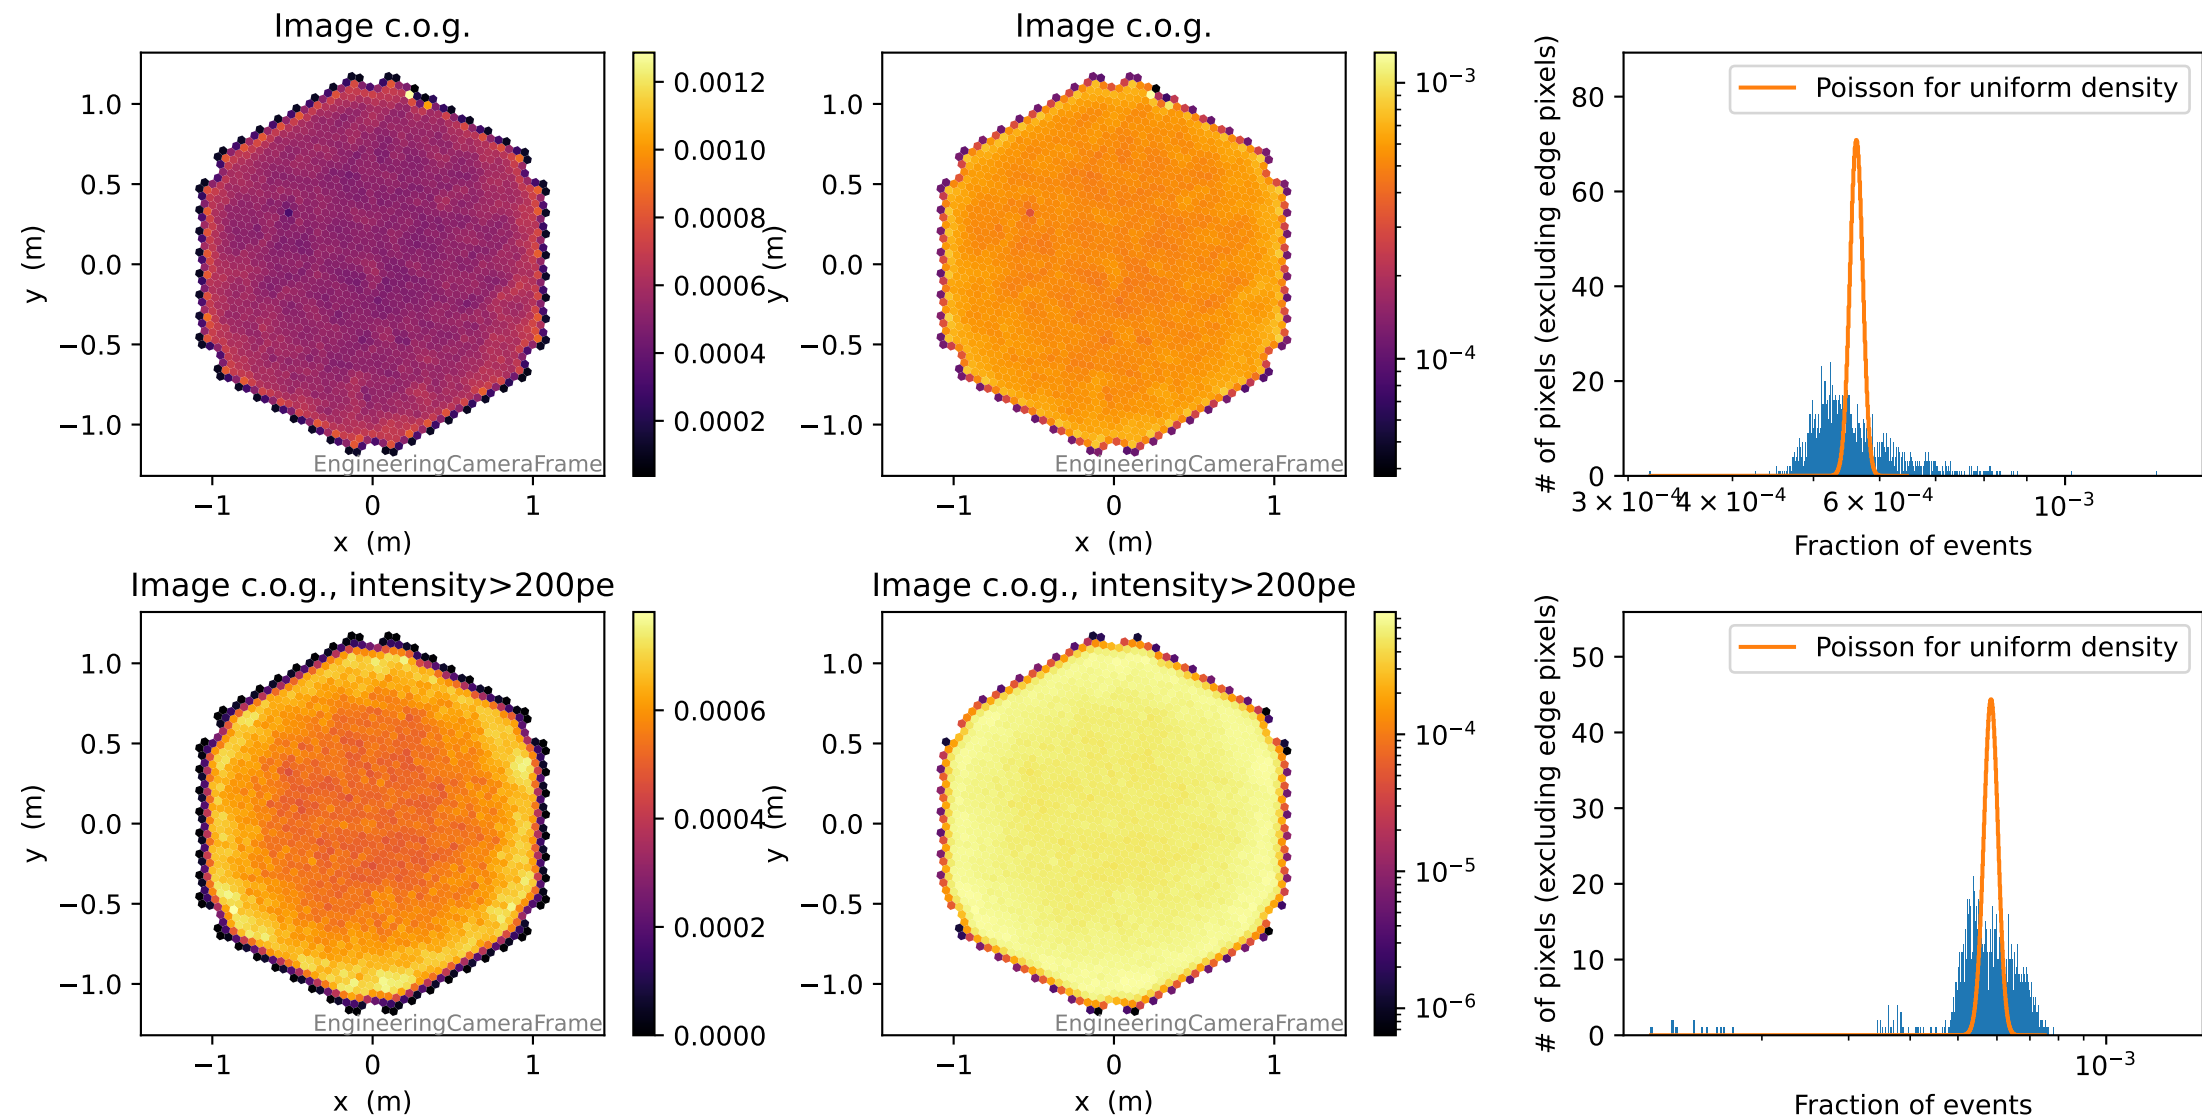 Image c.o.g.
1.0
0.5
0.0
−0.5
−1.0
y (m)
−1
0
1
x (m)
EngineeringCameraFrame
0.0012
0.0010
0.0008
0.0006
0.0004
0.0002
Image c.o.g.
1.0
0.5
0.0
−0.5
−1.0
y (m)
−1
0
1
x (m)
EngineeringCameraFrame
10⁻³
10⁻⁴
Poisson for uniform density
# of pixels (excluding edge pixels)
80
60
40
20
0
3 × 10⁻⁴
4 × 10⁻⁴
6 × 10⁻⁴
10⁻³
Fraction of events
Image c.o.g., intensity>200pe
1.0
0.5
0.0
−0.5
−1.0
y (m)
−1
0
1
x (m)
EngineeringCameraFrame
0.0006
0.0004
0.0002
0.0000
Image c.o.g., intensity>200pe
1.0
0.5
0.0
−0.5
−1.0
y (m)
−1
0
1
x (m)
EngineeringCameraFrame
10⁻⁴
10⁻⁵
10⁻⁶
Poisson for uniform density
# of pixels (excluding edge pixels)
50
40
30
20
10
0
10⁻³
Fraction of events